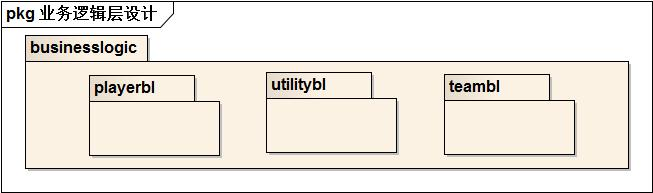 pkg 业务逻辑层设计
businesslogic
playerbl
utilitybl
teambl